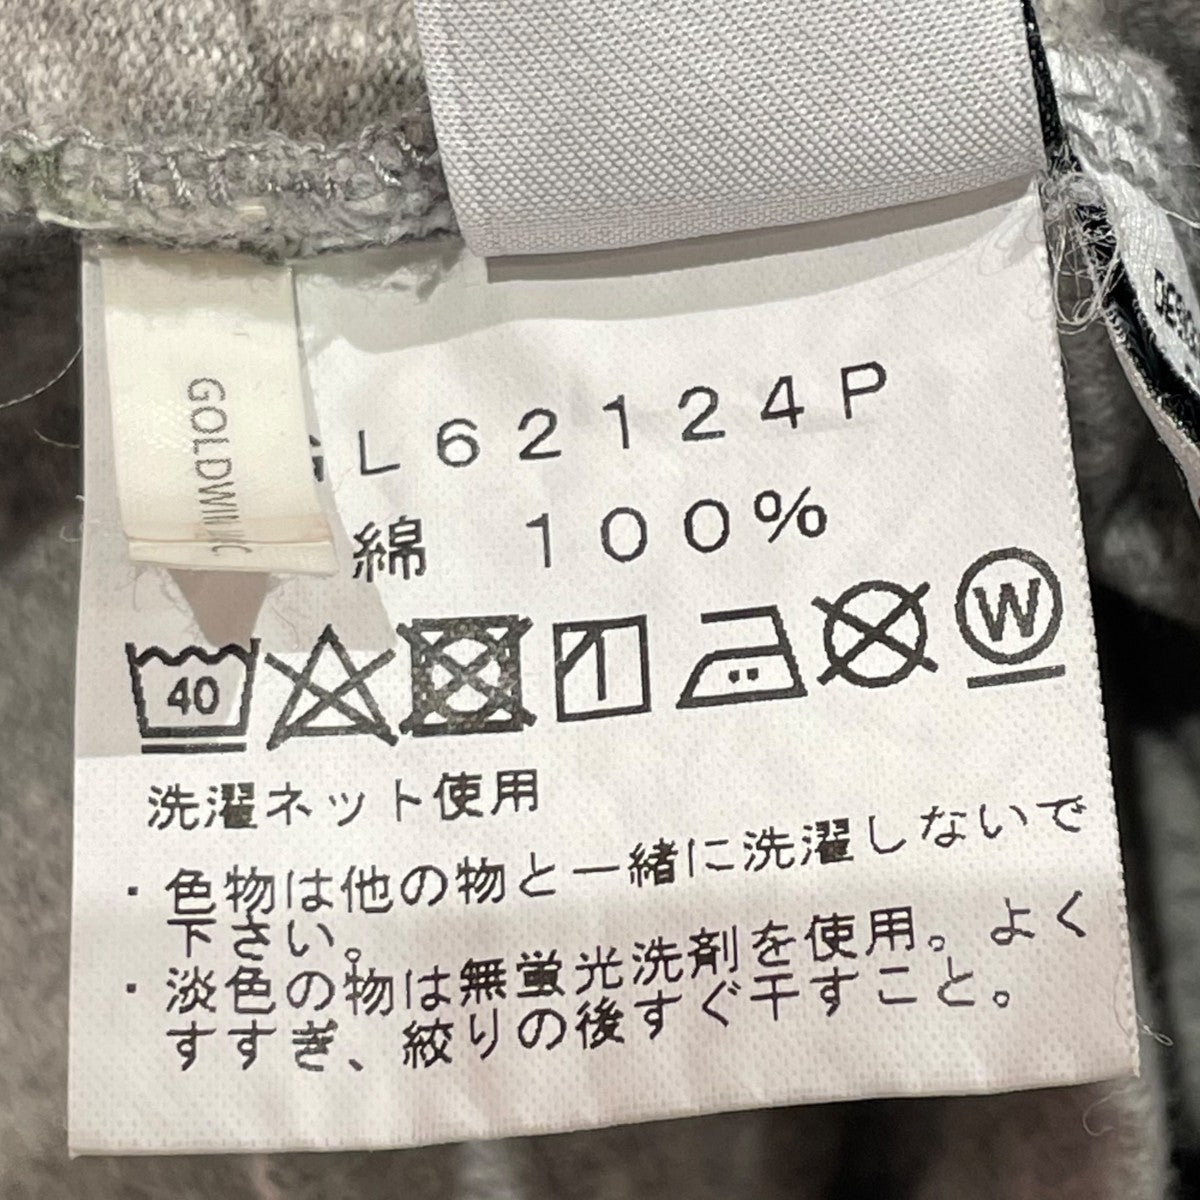 GL62124P
綿 100%
GOLDWIN INC
40
W
洗濯ネット使用
・色物は他の物と一緒に洗濯しないで
下さい。
・淡色の物は無蛍光洗剤を使用。よく
すすぎ、絞りの後すぐ干すこと。